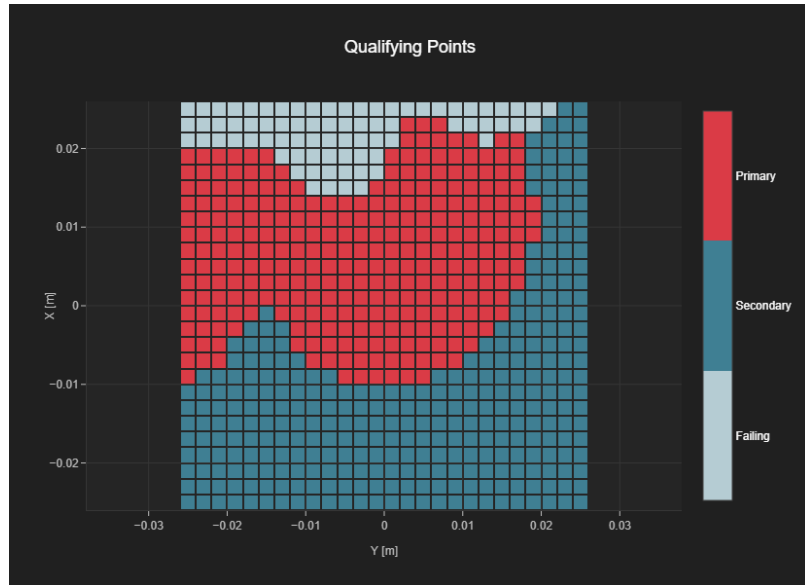 Qualifying Points
0.02
0.01
0
−0.01
−0.02
X [m]
−0.03
−0.02
−0.01
0
0.01
0.02
0.03
Y [m]
Primary
Secondary
Failing